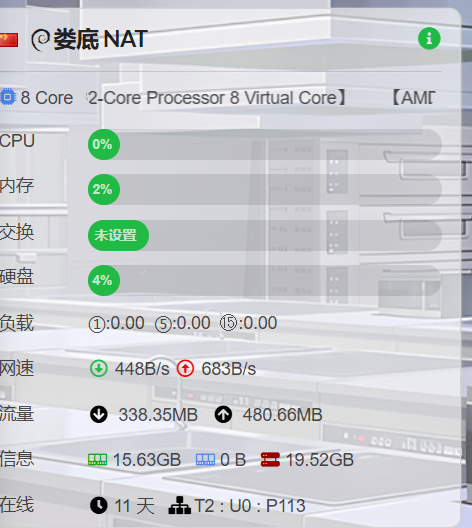 娄底 NAT
8 Core 2-Core Processor 8 Virtual Core】 【AMD
CPU 0%
内存 2%
交换 未设置
硬盘 4%
负载 ①:0.00 ⑤:0.00 ⑮:0.00
网速 448B/s 683B/s
流量 338.35MB 480.66MB
信息 15.63GB 0 B 19.52GB
在线 11 天 T2 : U0 : P113